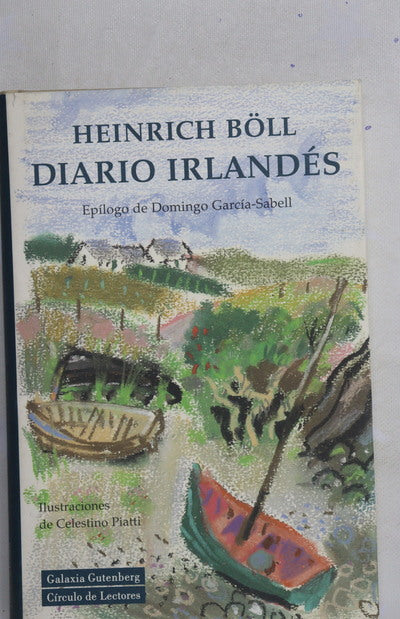 HEINRICH BÖLL
DIARIO IRLANDÉS
Epílogo de Domingo García-Sabell
Ilustraciones
de Celestino Piatti
Galaxia Gutenberg
Círculo de Lectores